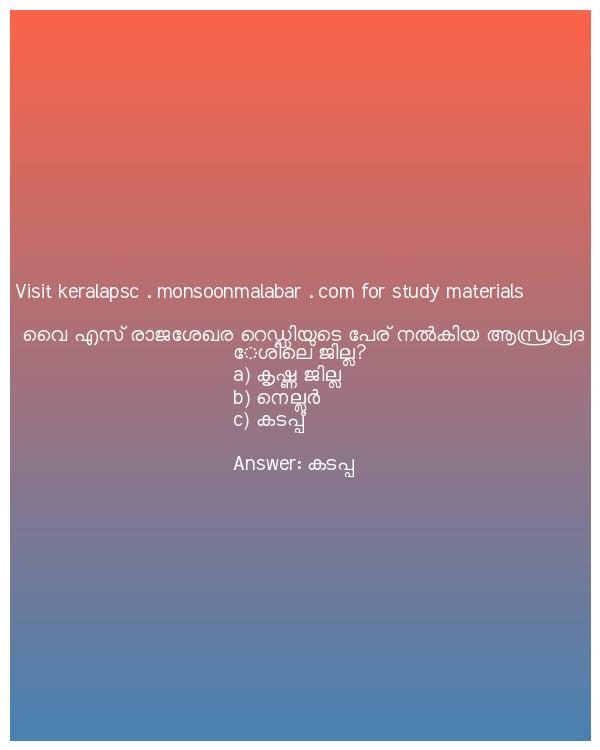 Visit keralapsc . monsoonmalabar . com for study materials
വൈ എസ് രാജശേഖര റെഡ്ഡിയുടെ പേര് നൽകിയ ആന്ധ്രപ്രദ
േശിലെ ജില്ല?
a) കൃഷ്ണ ജില്ല
b) നെല്ലൂർ
c) കടപ്പ
Answer: കടപ്പ